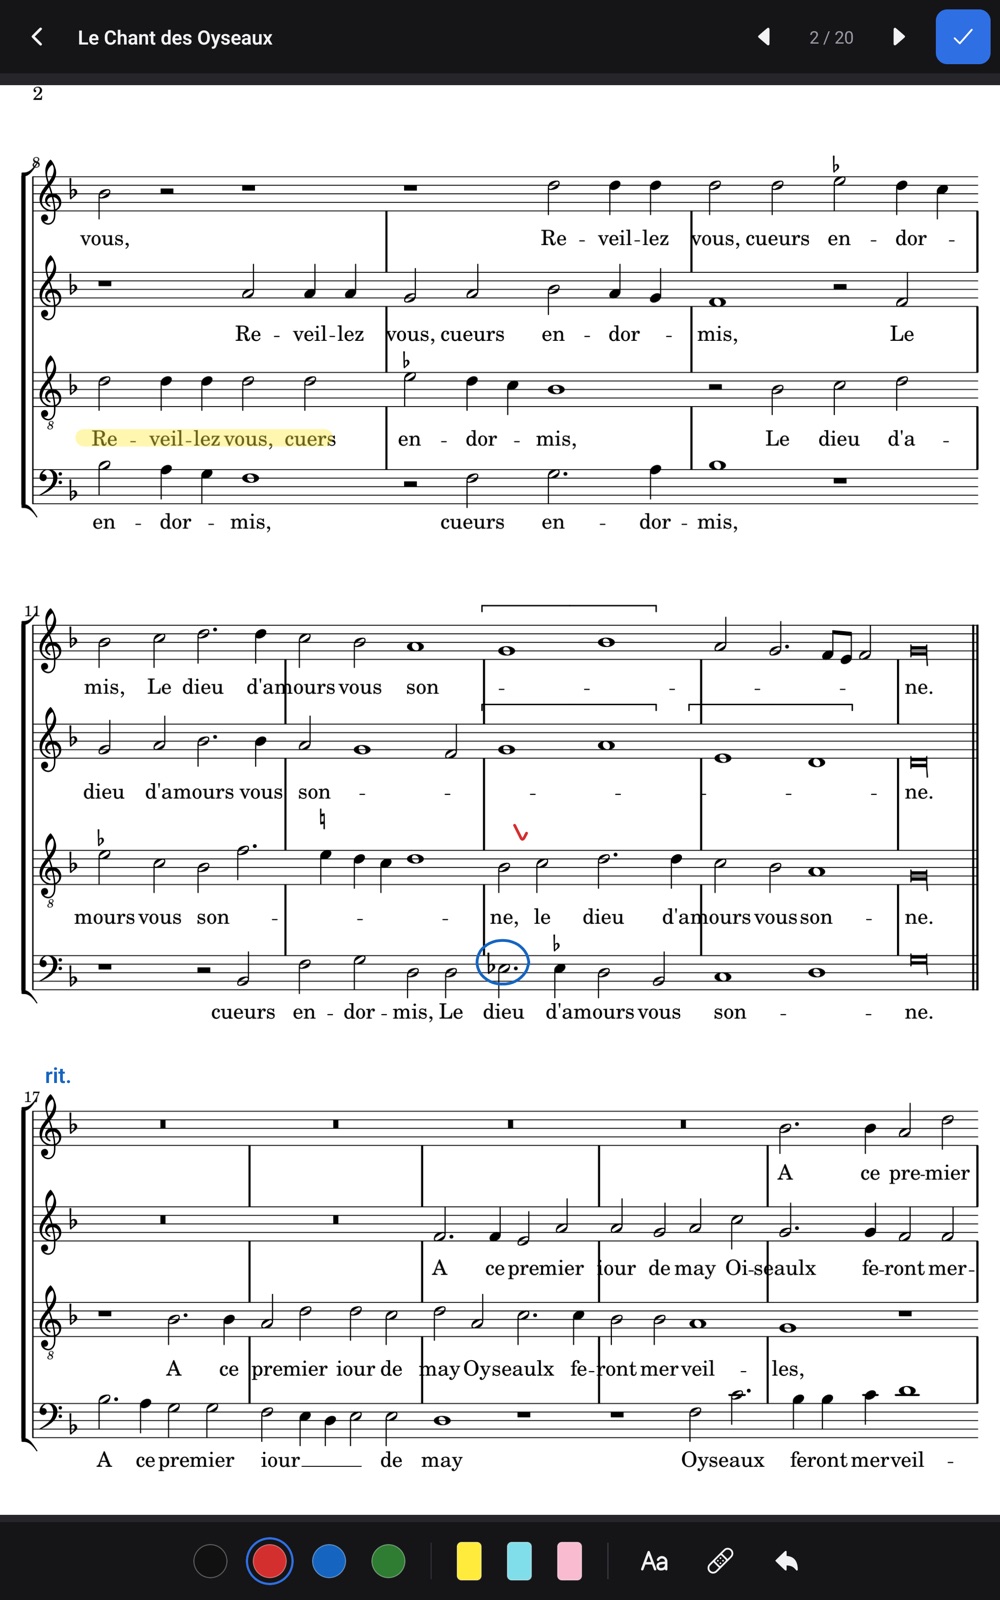 Le Chant des Oyseaux
2 / 20
2
8
vous, Re - veil-lez vous, cueurs en - dor -
Re - veil-lez vous, cueurs en - dor - mis, Le
Re - veil-lez vous, cuers en - dor - mis, Le dieu d'a -
8
en - dor - mis, cueurs en - dor - mis,
11
mis, Le dieu d'amours vous son - - - - - ne.
dieu d'amours vous son - - - - - - - ne.
mours vous son - - - ne, le dieu d'amours vous son - ne.
8
cueurs en - dor - mis, Le dieu d'amours vous son - - ne.
rit.
17
A ce pre-mier
A ce premier iour de may Oi-seaulx fe-ront mer-
8
A ce premier iour de may Oyseaulx fe-ront merveil - les,
A ce premier iour de may Oyseaux feront merveil -
Aa